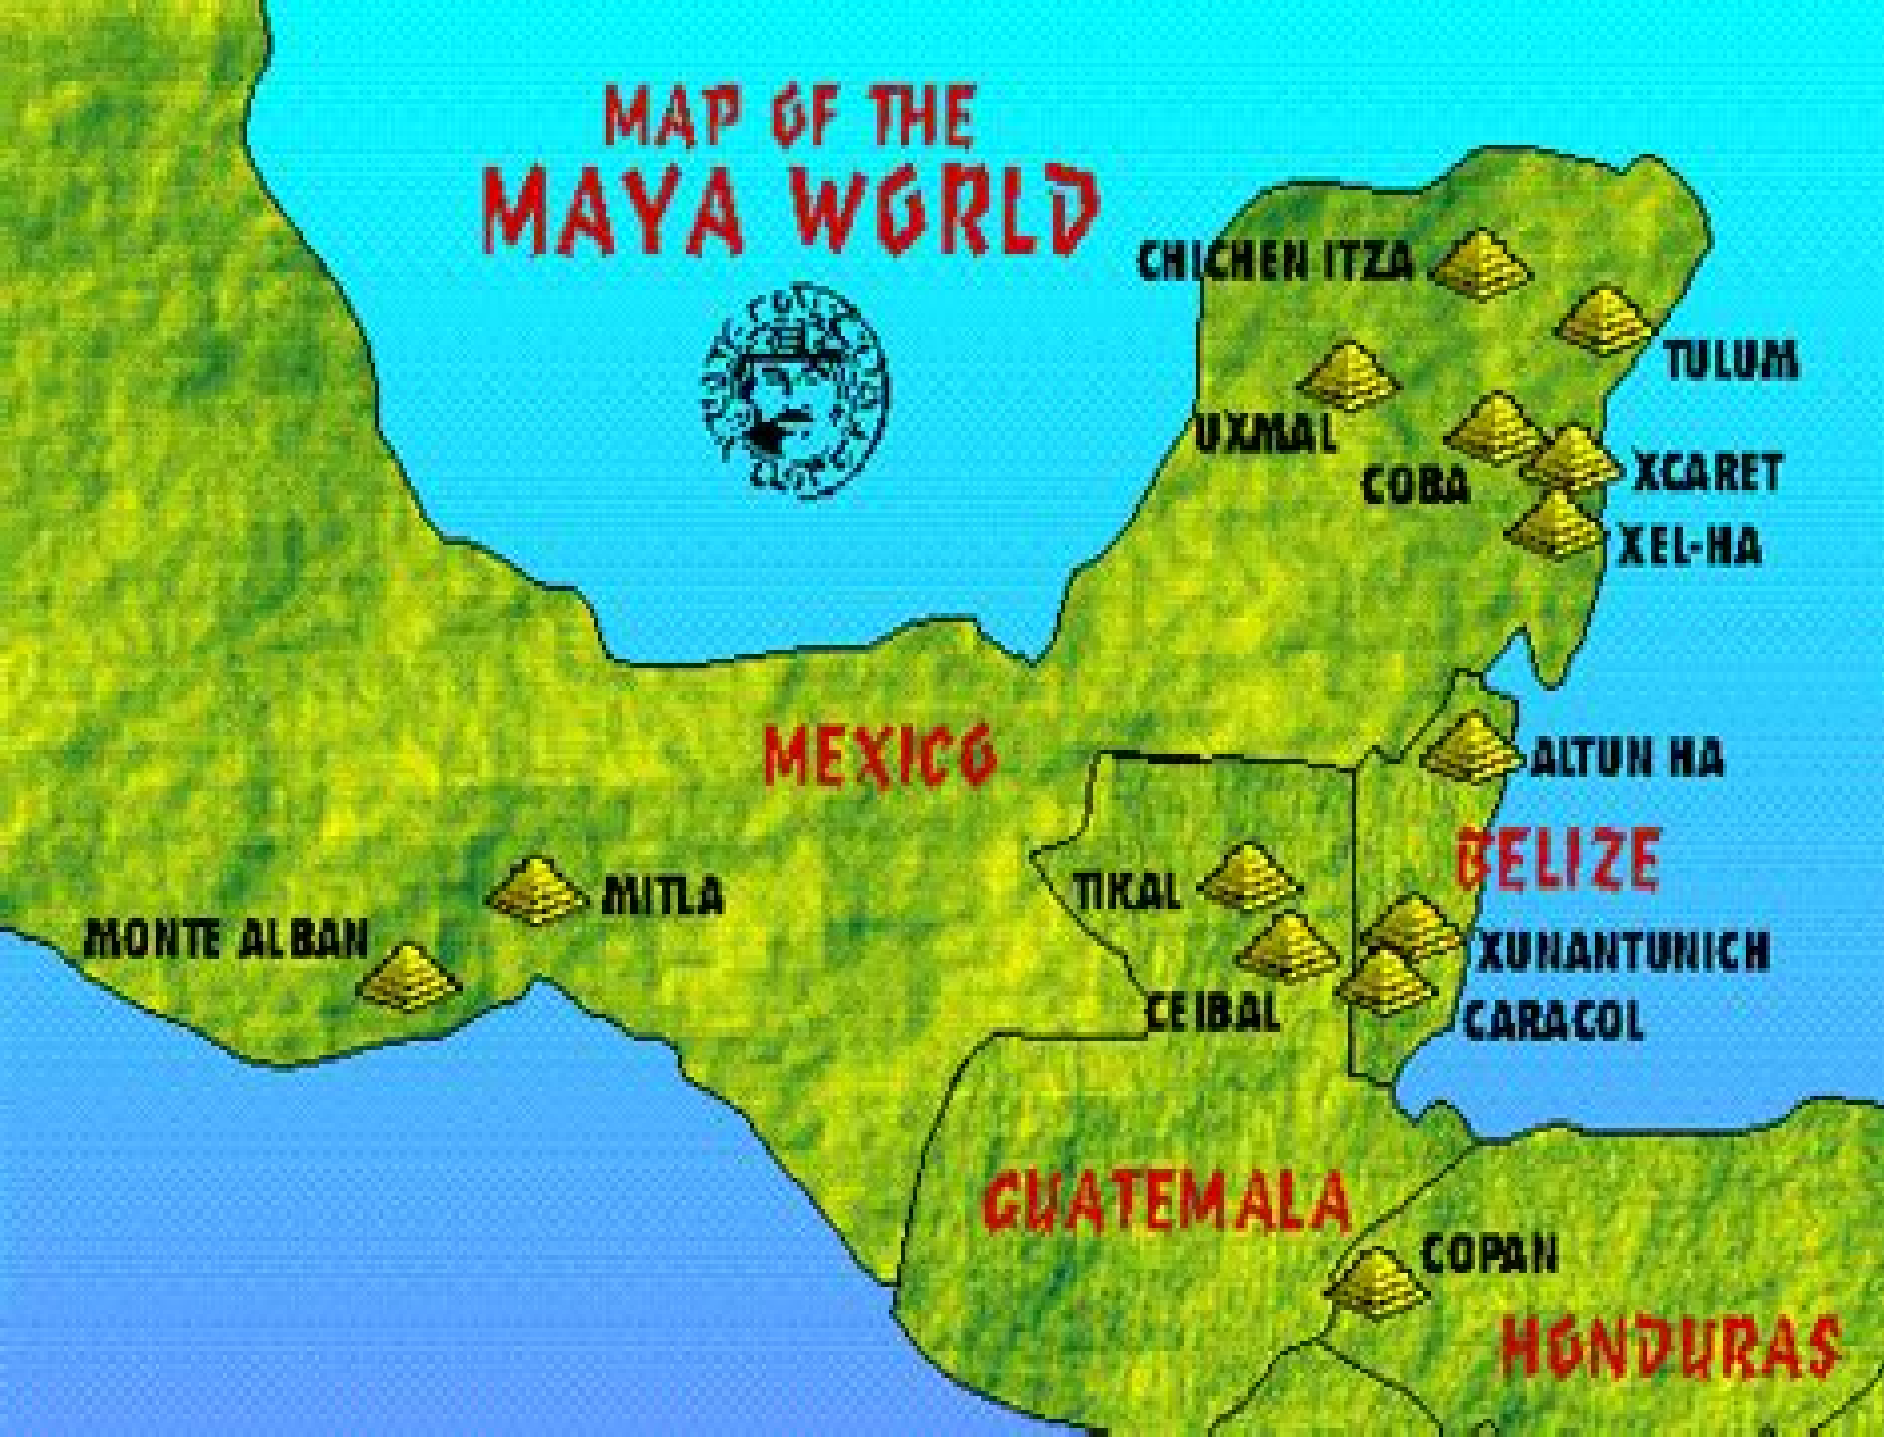 MAP OF THE
MAYA WORLD
CHICHEN ITZA
TULUM
UXMAL
COBA
XCARET
XEL-HA
MEXICO
ALTUN HA
BELIZE
TIKAL
MITLA
MONTE ALBAN
XUNANTUNICH
CEIBAL
CARACOL
GUATEMALA
COPAN
HONDURAS